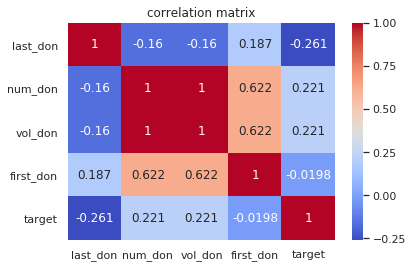 correlation matrix
last_don 1 -0.16 -0.16 0.187 -0.261
num_don -0.16 1 1 0.622 0.221
vol_don -0.16 1 1 0.622 0.221
first_don 0.187 0.622 0.622 1 -0.0198
target -0.261 0.221 0.221 -0.0198 1
last_don num_don vol_don first_don target
1.00
0.75
0.50
0.25
0.00
-0.25